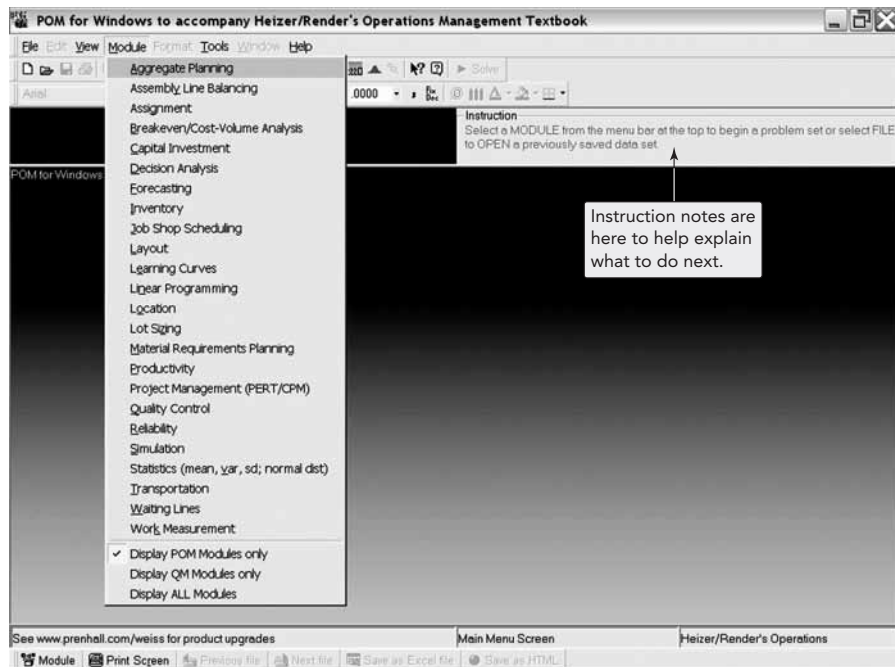 POM for Windows to accompany Heizer/Render's Operations Management Textbook
File Edit View Module Format Tools Window Help
Solve
Arial
.0000
Aggregate Planning
Assembly Line Balancing
Assignment
Breakeven/Cost-Volume Analysis
Capital Investment
Decision Analysis
Forecasting
Inventory
Job Shop Scheduling
Layout
Learning Curves
Linear Programming
Location
Lot Sizing
Material Requirements Planning
Productivity
Project Management (PERT/CPM)
Quality Control
Reliability
Simulation
Statistics (mean, var, sd; normal dist)
Transportation
Waiting Lines
Work Measurement
Display POM Modules only
Display QM Modules only
Display ALL Modules
Instruction
Select a MODULE from the menu bar at the top to begin a problem set or select FILE
to OPEN a previously saved data set.
POM for Windows
Instruction notes are
here to help explain
what to do next.
See www.prenhall.com/weiss for product upgrades
Main Menu Screen
Heizer/Render's Operations
Module Print Screen Previous file Next file Save as Excel file Save as HTML